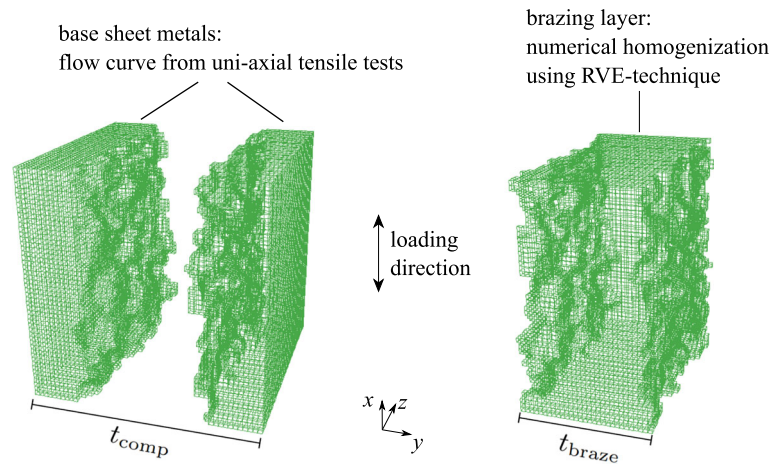 base sheet metals:
flow curve from uni-axial tensile tests
brazing layer:
numerical homogenization
using RVE-technique
loading
direction
x
z
y
t_comp
t_braze